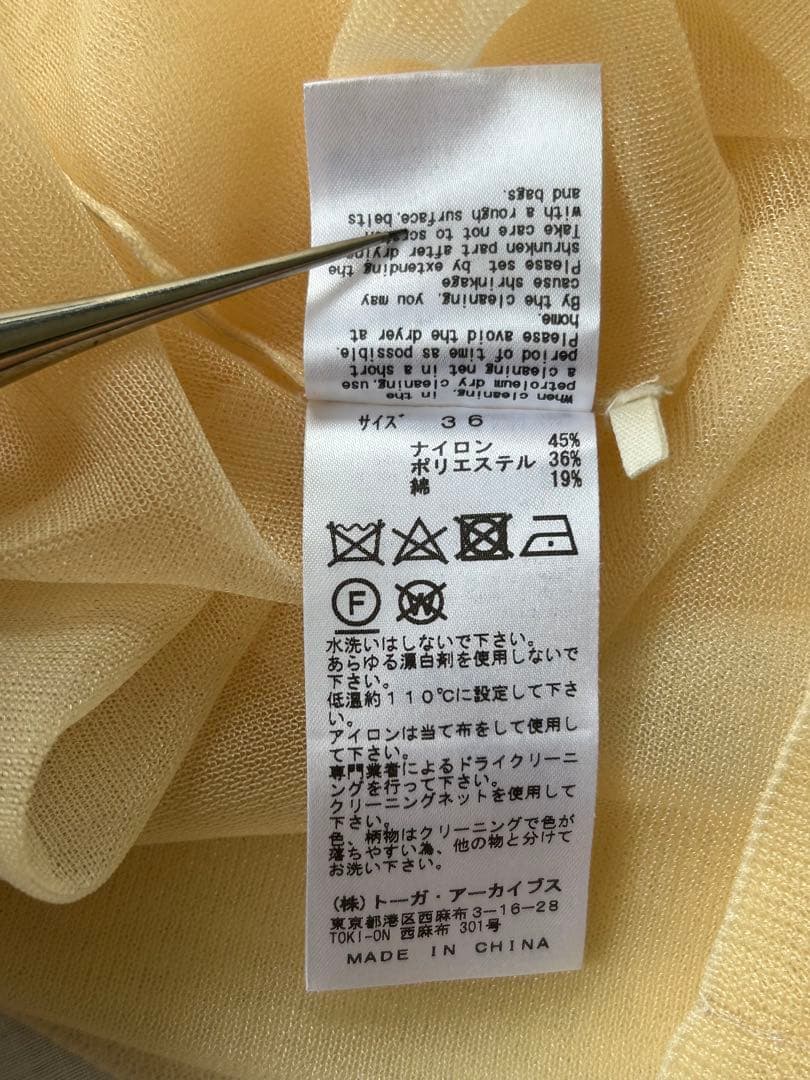 When cleaning, in the
petroleum dry cleaning, use
a cleaning net in a short
period of time as possible.
Please avoid the dryer at
home.
By the cleaning, you may
cause shrinkage
Please set by extending the
shrunken part after drying
Take care not to
with a rough surface, belts
and bags.
サイズ 36
ナイロン 45%
ポリエステル 36%
綿 19%
F
W
水洗いはしないで下さい。
あらゆる漂白剤を使用しないで
下さい。
低温約110℃に設定して下さ
い。
アイロンは当て布をして使用し
て下さい。
専門業者によるドライクリーニ
ングを行って下さい。
クリーニングネットを使用して
下さい。
色、柄物はクリーニングで色が
落ちやすい為、他の物と分けて
お洗い下さい。
(株)トーガ・アーカイブス
東京都港区西麻布3-16-28
TOKI-ON 西麻布 301号
MADE IN CHINA